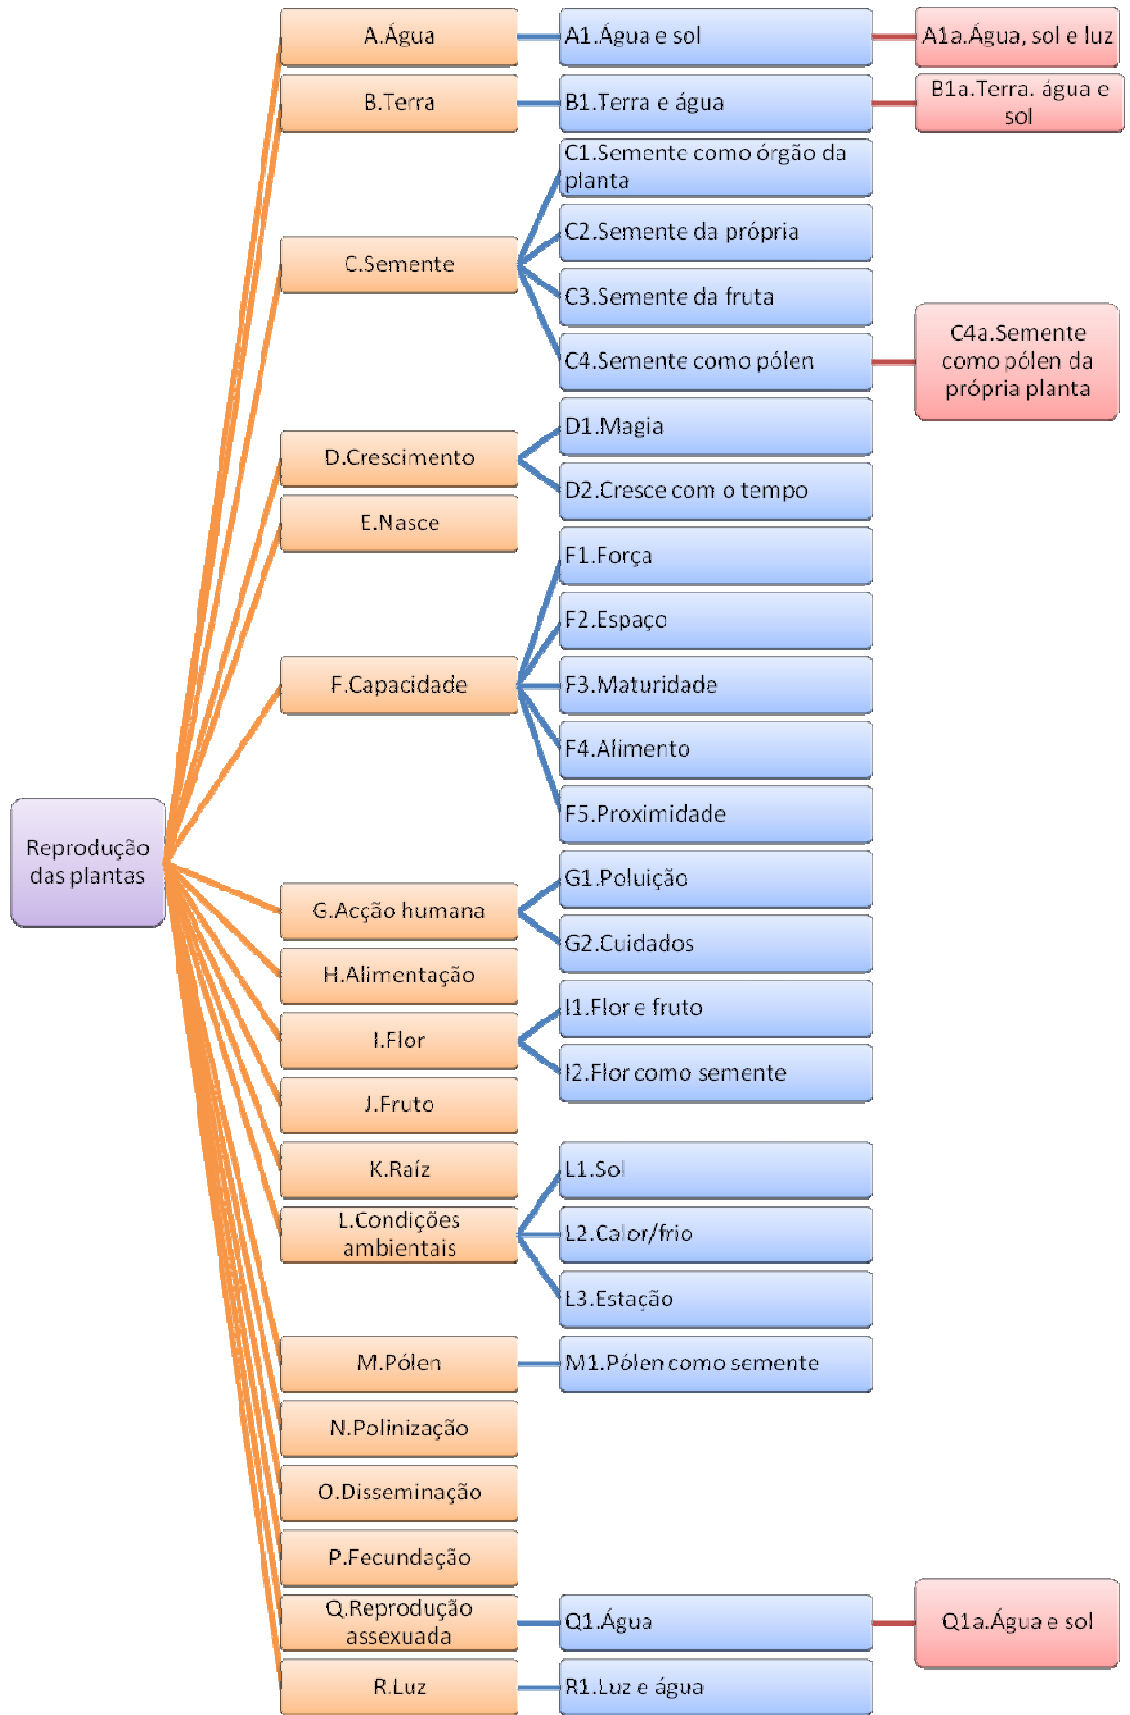 A.Água
A1.Água e sol
A1a.Água, sol e luz
B.Terra
B1.Terra e água
B1a.Terra. água e
sol
C1.Semente como órgão da
planta
C.Semente
C2.Semente da própria
C3.Semente da fruta
C4.Semente como pólen
C4a.Semente
como pólen da
própria planta
D.Crescimento
D1.Magia
D2.Cresce com o tempo
E.Nasce
F.Capacidade
F1.Força
F2.Espaço
F3.Maturidade
F4.Alimento
F5.Proximidade
Reprodução
das plantas
G.Acção humana
G1.Poluição
G2.Cuidados
H.Alimentação
I.Flor
I1.Flor e fruto
I2.Flor como semente
J.Fruto
K.Raíz
L.Condições
ambientais
L1.Sol
L2.Calor/frio
L3.Estação
M.Pólen
M1.Pólen como semente
N.Polinização
O.Disseminação
P.Fecundação
Q.Reprodução
assexuada
Q1.Água
Q1a.Água e sol
R.Luz
R1.Luz e água